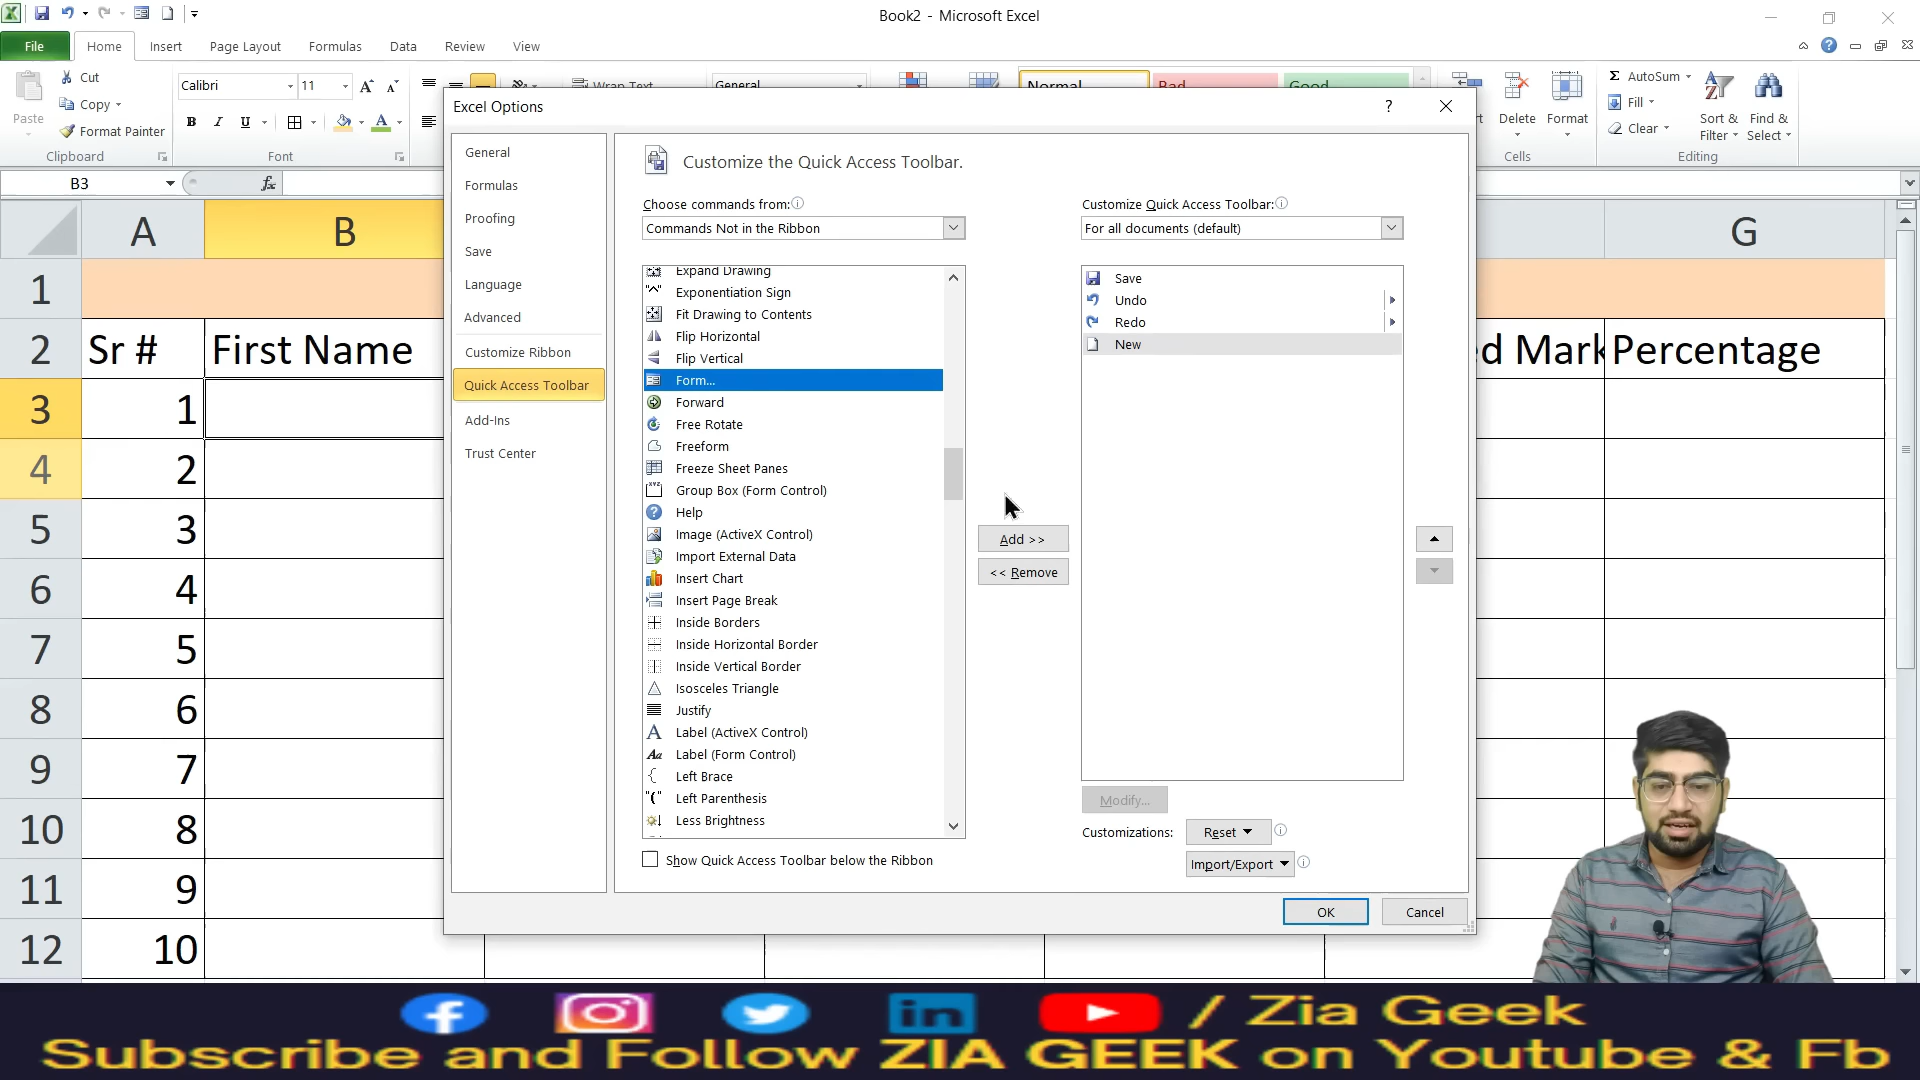 Book2 - Microsoft Excel
File Home Insert Page Layout Formulas Data Review View
Paste
Cut
Copy
Format Painter
Clipboard
Calibri 11
B I U A
Font
Wrap Text
General
Normal Bad Good
Delete Format
Cells
Σ AutoSum
Fill
Clear
Sort & Filter
Find & Select
Editing
B3 fx
A B G
1
2 Sr # First Name d Mark Percentage
3 1
4 2
5 3
6 4
7 5
8 6
9 7
10 8
11 9
12 10
Excel Options ?
General
Formulas
Proofing
Save
Language
Advanced
Customize Ribbon
Quick Access Toolbar
Add-Ins
Trust Center
Customize the Quick Access Toolbar.
Choose commands from:
Commands Not in the Ribbon
Expand Drawing
Exponentiation Sign
Fit Drawing to Contents
Flip Horizontal
Flip Vertical
Form...
Forward
Free Rotate
Freeform
Freeze Sheet Panes
Group Box (Form Control)
Help
Image (ActiveX Control)
Import External Data
Insert Chart
Insert Page Break
Inside Borders
Inside Horizontal Border
Inside Vertical Border
Isosceles Triangle
Justify
Label (ActiveX Control)
Label (Form Control)
Left Brace
Left Parenthesis
Less Brightness
Show Quick Access Toolbar below the Ribbon
Add >>
<< Remove
Customize Quick Access Toolbar:
For all documents (default)
Save
Undo
Redo
New
Modify...
Customizations: Reset
Import/Export
OK Cancel
/ Zia Geek
Subscribe and Follow ZIA GEEK on Youtube & Fb